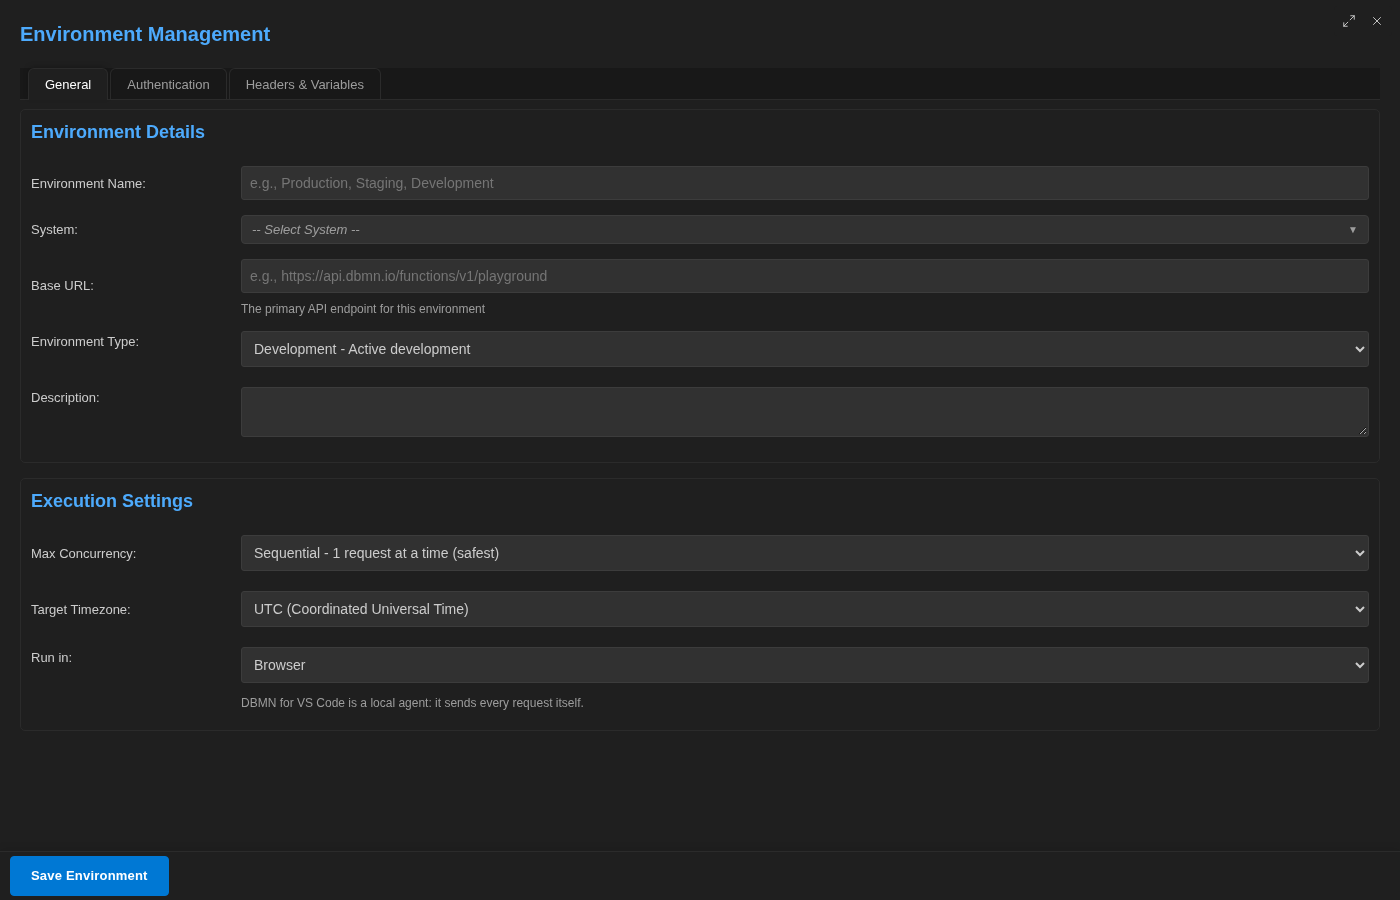 Environment Management
General
Authentication
Headers & Variables
Environment Details
Environment Name:
e.g., Production, Staging, Development
System:
-- Select System --
Base URL:
e.g., https://api.dbmn.io/functions/v1/playground
The primary API endpoint for this environment
Environment Type:
Development - Active development
Description:
Execution Settings
Max Concurrency:
Sequential - 1 request at a time (safest)
Target Timezone:
UTC (Coordinated Universal Time)
Run in:
Browser
DBMN for VS Code is a local agent: it sends every request itself.
Save Environment